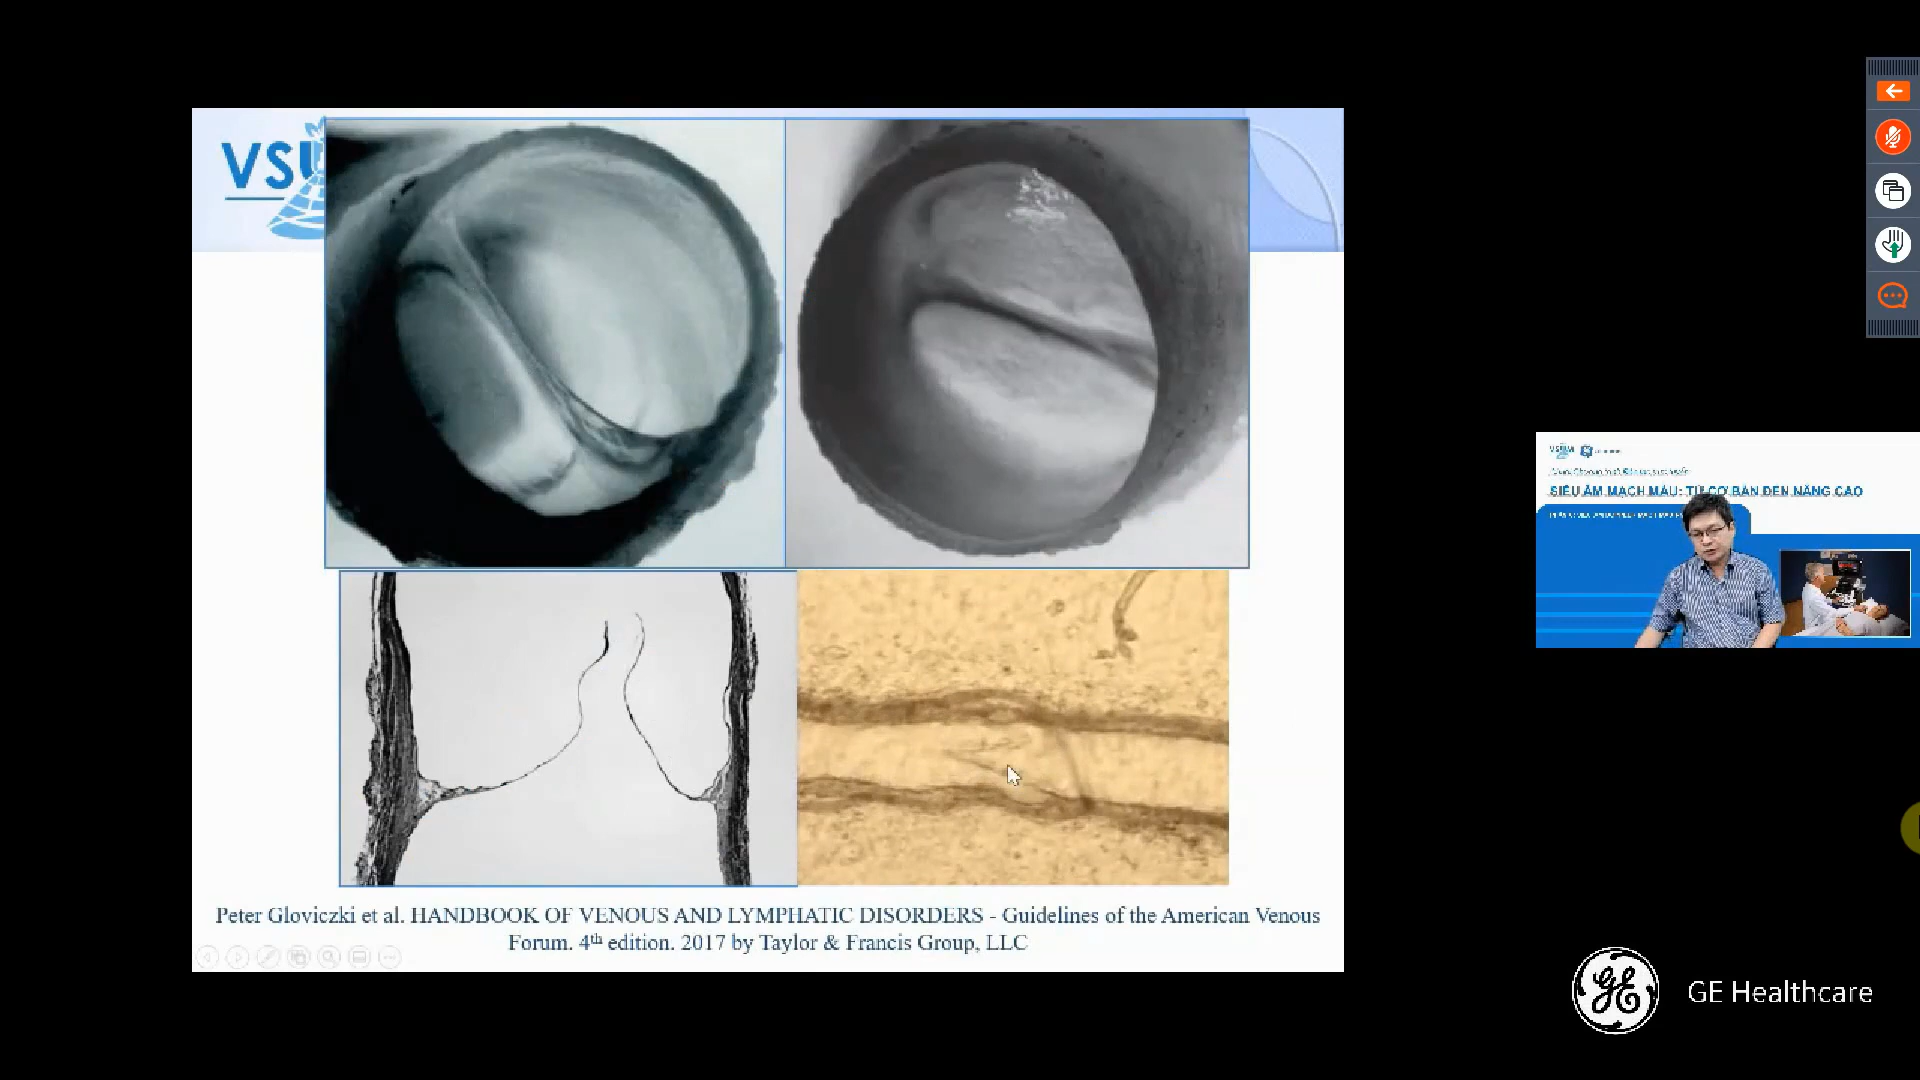 VSU
Peter Gloviczki et al. HANDBOOK OF VENOUS AND LYMPHATIC DISORDERS - Guidelines of the American Venous
Forum. 4th edition. 2017 by Taylor & Francis Group, LLC
SIÊU ÂM MẠCH MÁU: TỪ CƠ BẢN ĐẾN NÂNG CAO
GE Healthcare